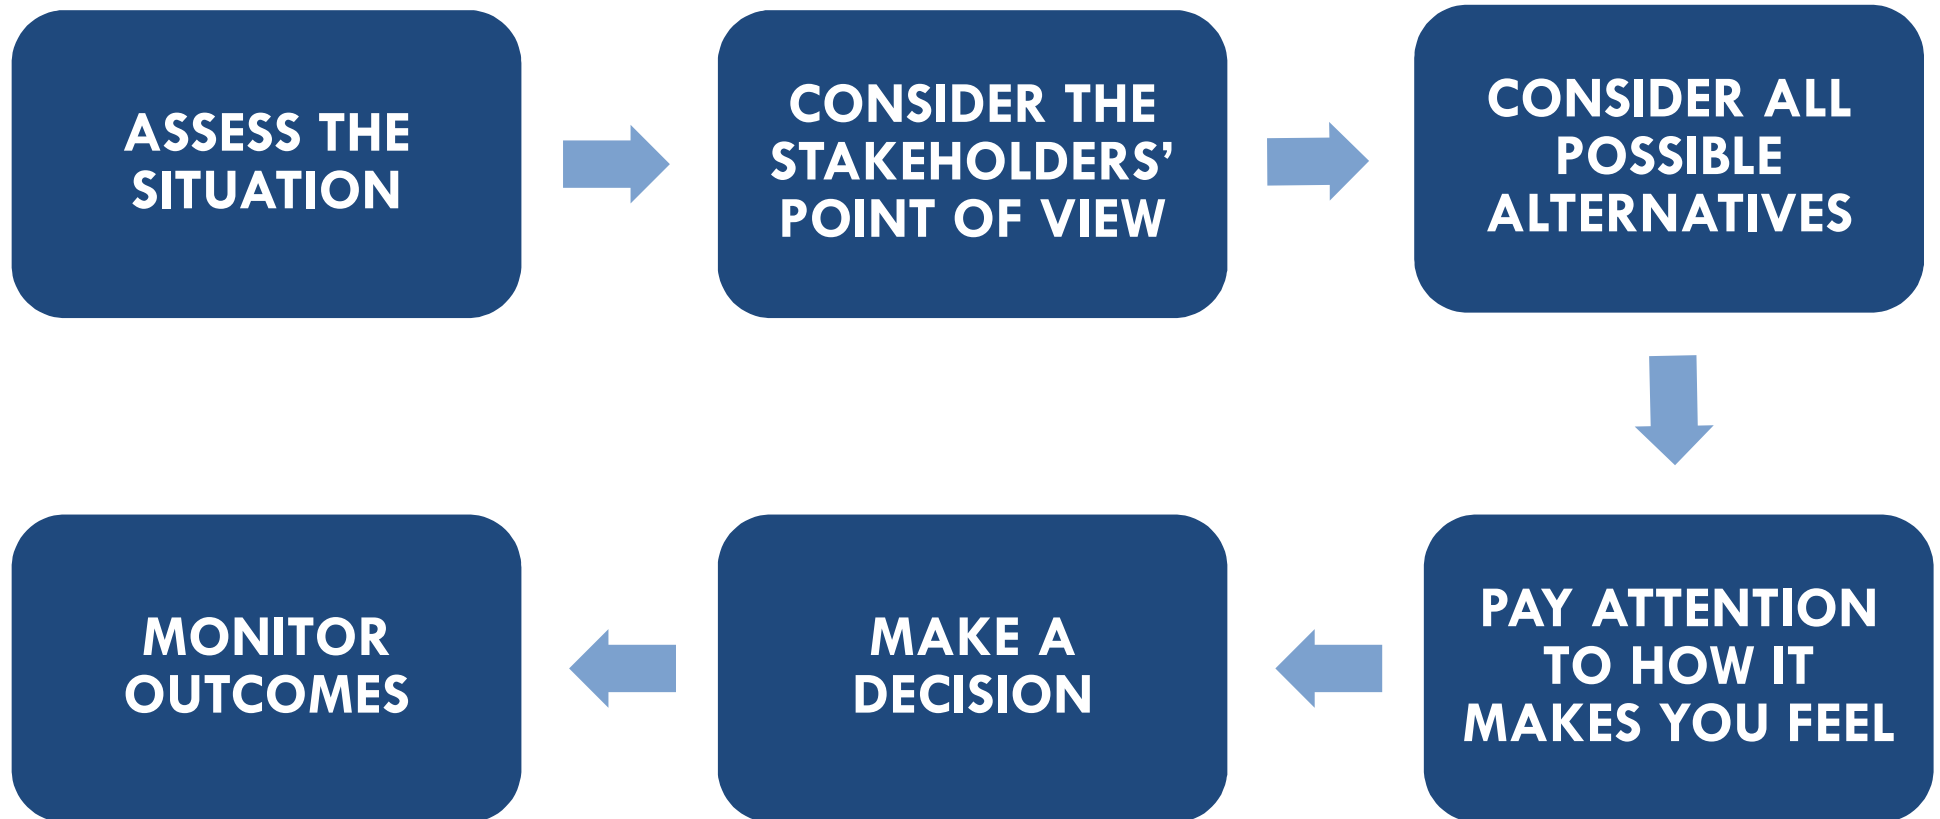 ASSESS THE
SITUATION
CONSIDER THE
STAKEHOLDERS’
POINT OF VIEW
CONSIDER ALL
POSSIBLE
ALTERNATIVES
PAY ATTENTION
TO HOW IT
MAKES YOU FEEL
MAKE A
DECISION
MONITOR
OUTCOMES